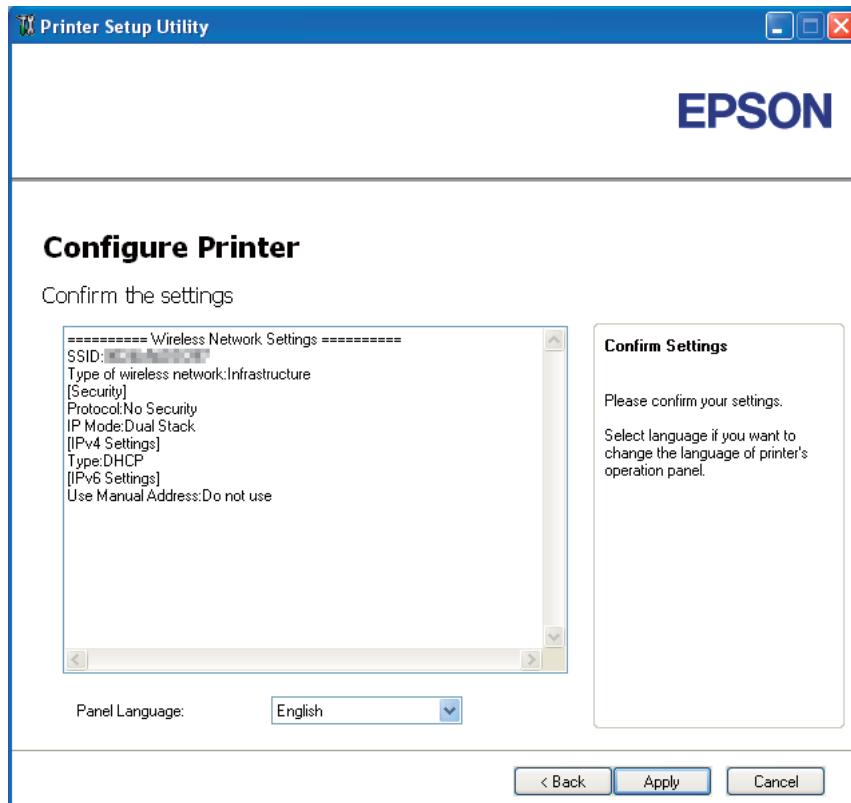 Printer Setup Utility
EPSON
Configure Printer
Confirm the settings
========== Wireless Network Settings ==========
SSID:
Type of wireless network:Infrastructure
[Security]
Protocol:No Security
IP Mode:Dual Stack
[IPv4 Settings]
Type:DHCP
[IPv6 Settings]
Use Manual Address:Do not use
Confirm Settings
Please confirm your settings.
Select language if you want to
change the language of printer's
operation panel.
Panel Language:
English
< Back
Apply
Cancel